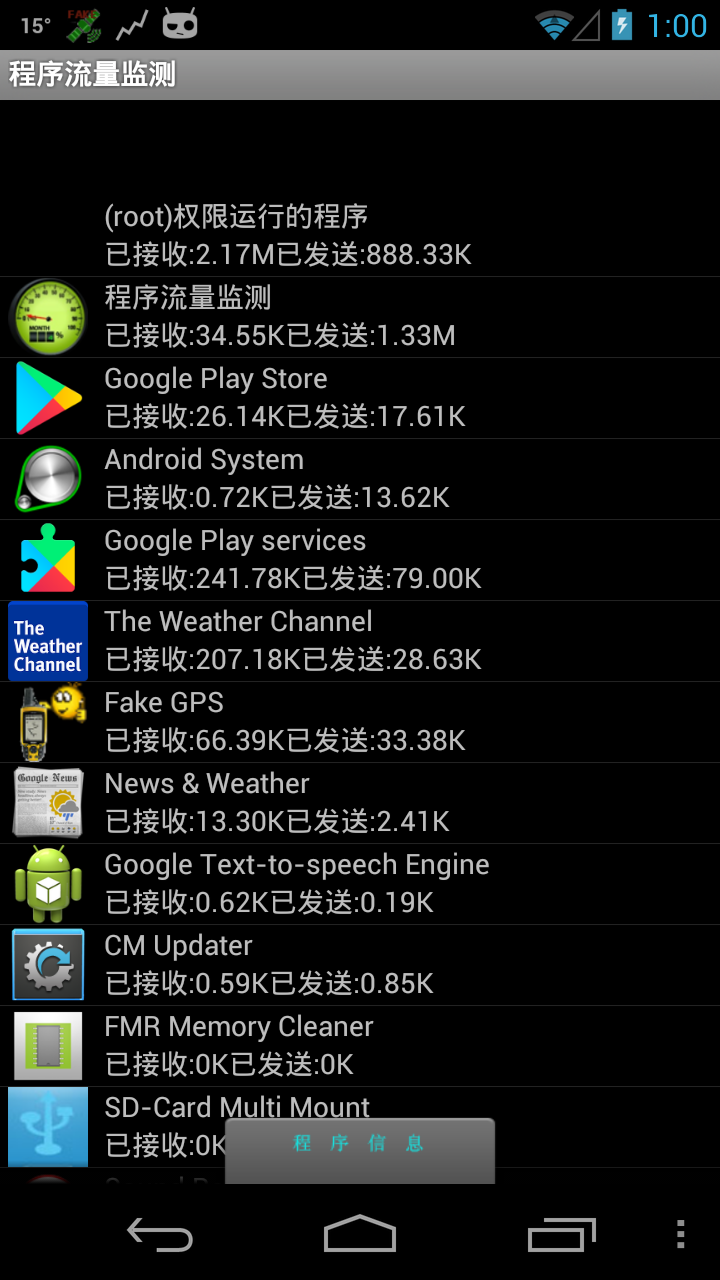 15°
FAKE
1:00
程序流量监测
(root)权限运行的程序
已接收:2.17M已发送:888.33K
MONTH
%
程序流量监测
已接收:34.55K已发送:1.33M
Google Play Store
已接收:26.14K已发送:17.61K
Android System
已接收:0.72K已发送:13.62K
Google Play services
已接收:241.78K已发送:79.00K
The
Weather
Channel
The Weather Channel
已接收:207.18K已发送:28.63K
Fake GPS
已接收:66.39K已发送:33.38K
Google News
News & Weather
已接收:13.30K已发送:2.41K
Google Text-to-speech Engine
已接收:0.62K已发送:0.19K
CM Updater
已接收:0.59K已发送:0.85K
FMR Memory Cleaner
已接收:0K已发送:0K
SD-Card Multi Mount
已接收:0K
程序信息